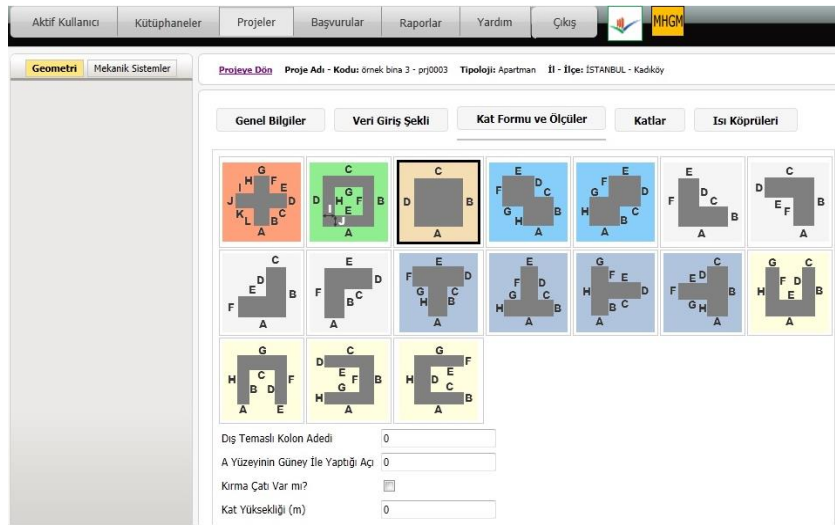 Aktif Kullanıcı Kütüphaneler Projeler Başvurular Raporlar Yardım Çıkış MHGM
Geometri Mekanik Sistemler
Projeye Dön Proje Adı - Kodu: örnek bina 3 - prj0003 Tipoloji: Apartman İl - İlçe: İSTANBUL - Kadıköy
Genel Bilgiler Veri Giriş Şekli Kat Formu ve Ölçüler Katlar Isı Köprüleri
G H F I E J D K C L B A
C D G H F B E I J A
C D B A
E F D C G B H A
E F G D H C B A
E D F C B A
C D E F B A
C D E B F A
E D F C B A
E F D G C H B A
E F D G C H B A
G F E H D B C A
C E D F B G H A
G C F D H B E A
G H C F B D A E
C D E F B G H A
G F E H D C B A
Dış Temaslı Kolon Adedi 0
A Yüzeyinin Güney İle Yaptığı Açı 0
Kırma Çatı Var mı?
Kat Yüksekliği (m) 0